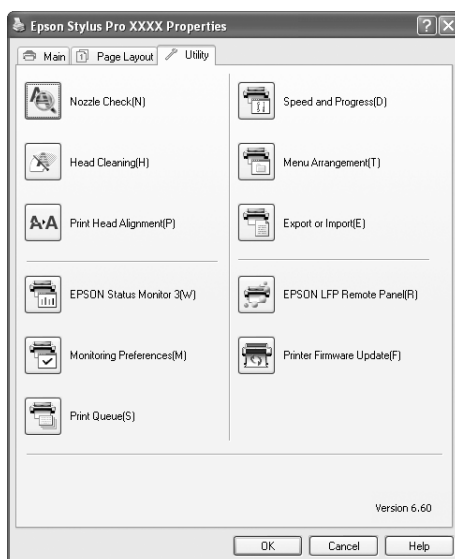 Epson Stylus Pro XXXX Properties
Main Page Layout Utility
Nozzle Check(N)
Speed and Progress(D)
Head Cleaning(H)
Menu Arrangement(T)
A▸A Print Head Alignment(P)
Export or Import(E)
EPSON Status Monitor 3(W)
EPSON LFP Remote Panel(R)
Monitoring Preferences(M)
Printer Firmware Update(F)
Print Queue(S)
Version 6.60
OK Cancel Help